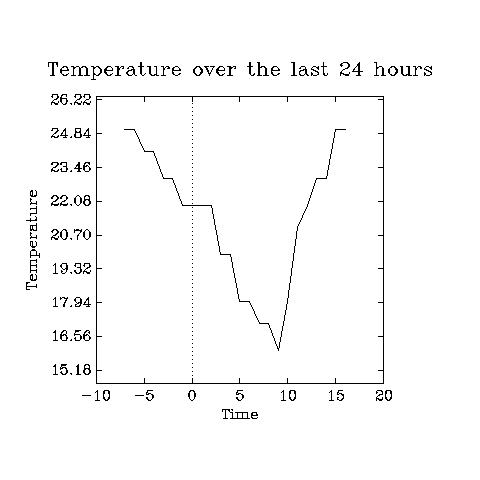 Temperature over the last 24 hours
26.22
24.84
23.46
22.08
20.70
19.32
17.94
16.56
15.18
Temperature
-10 -5 0 5 10 15 20
Time